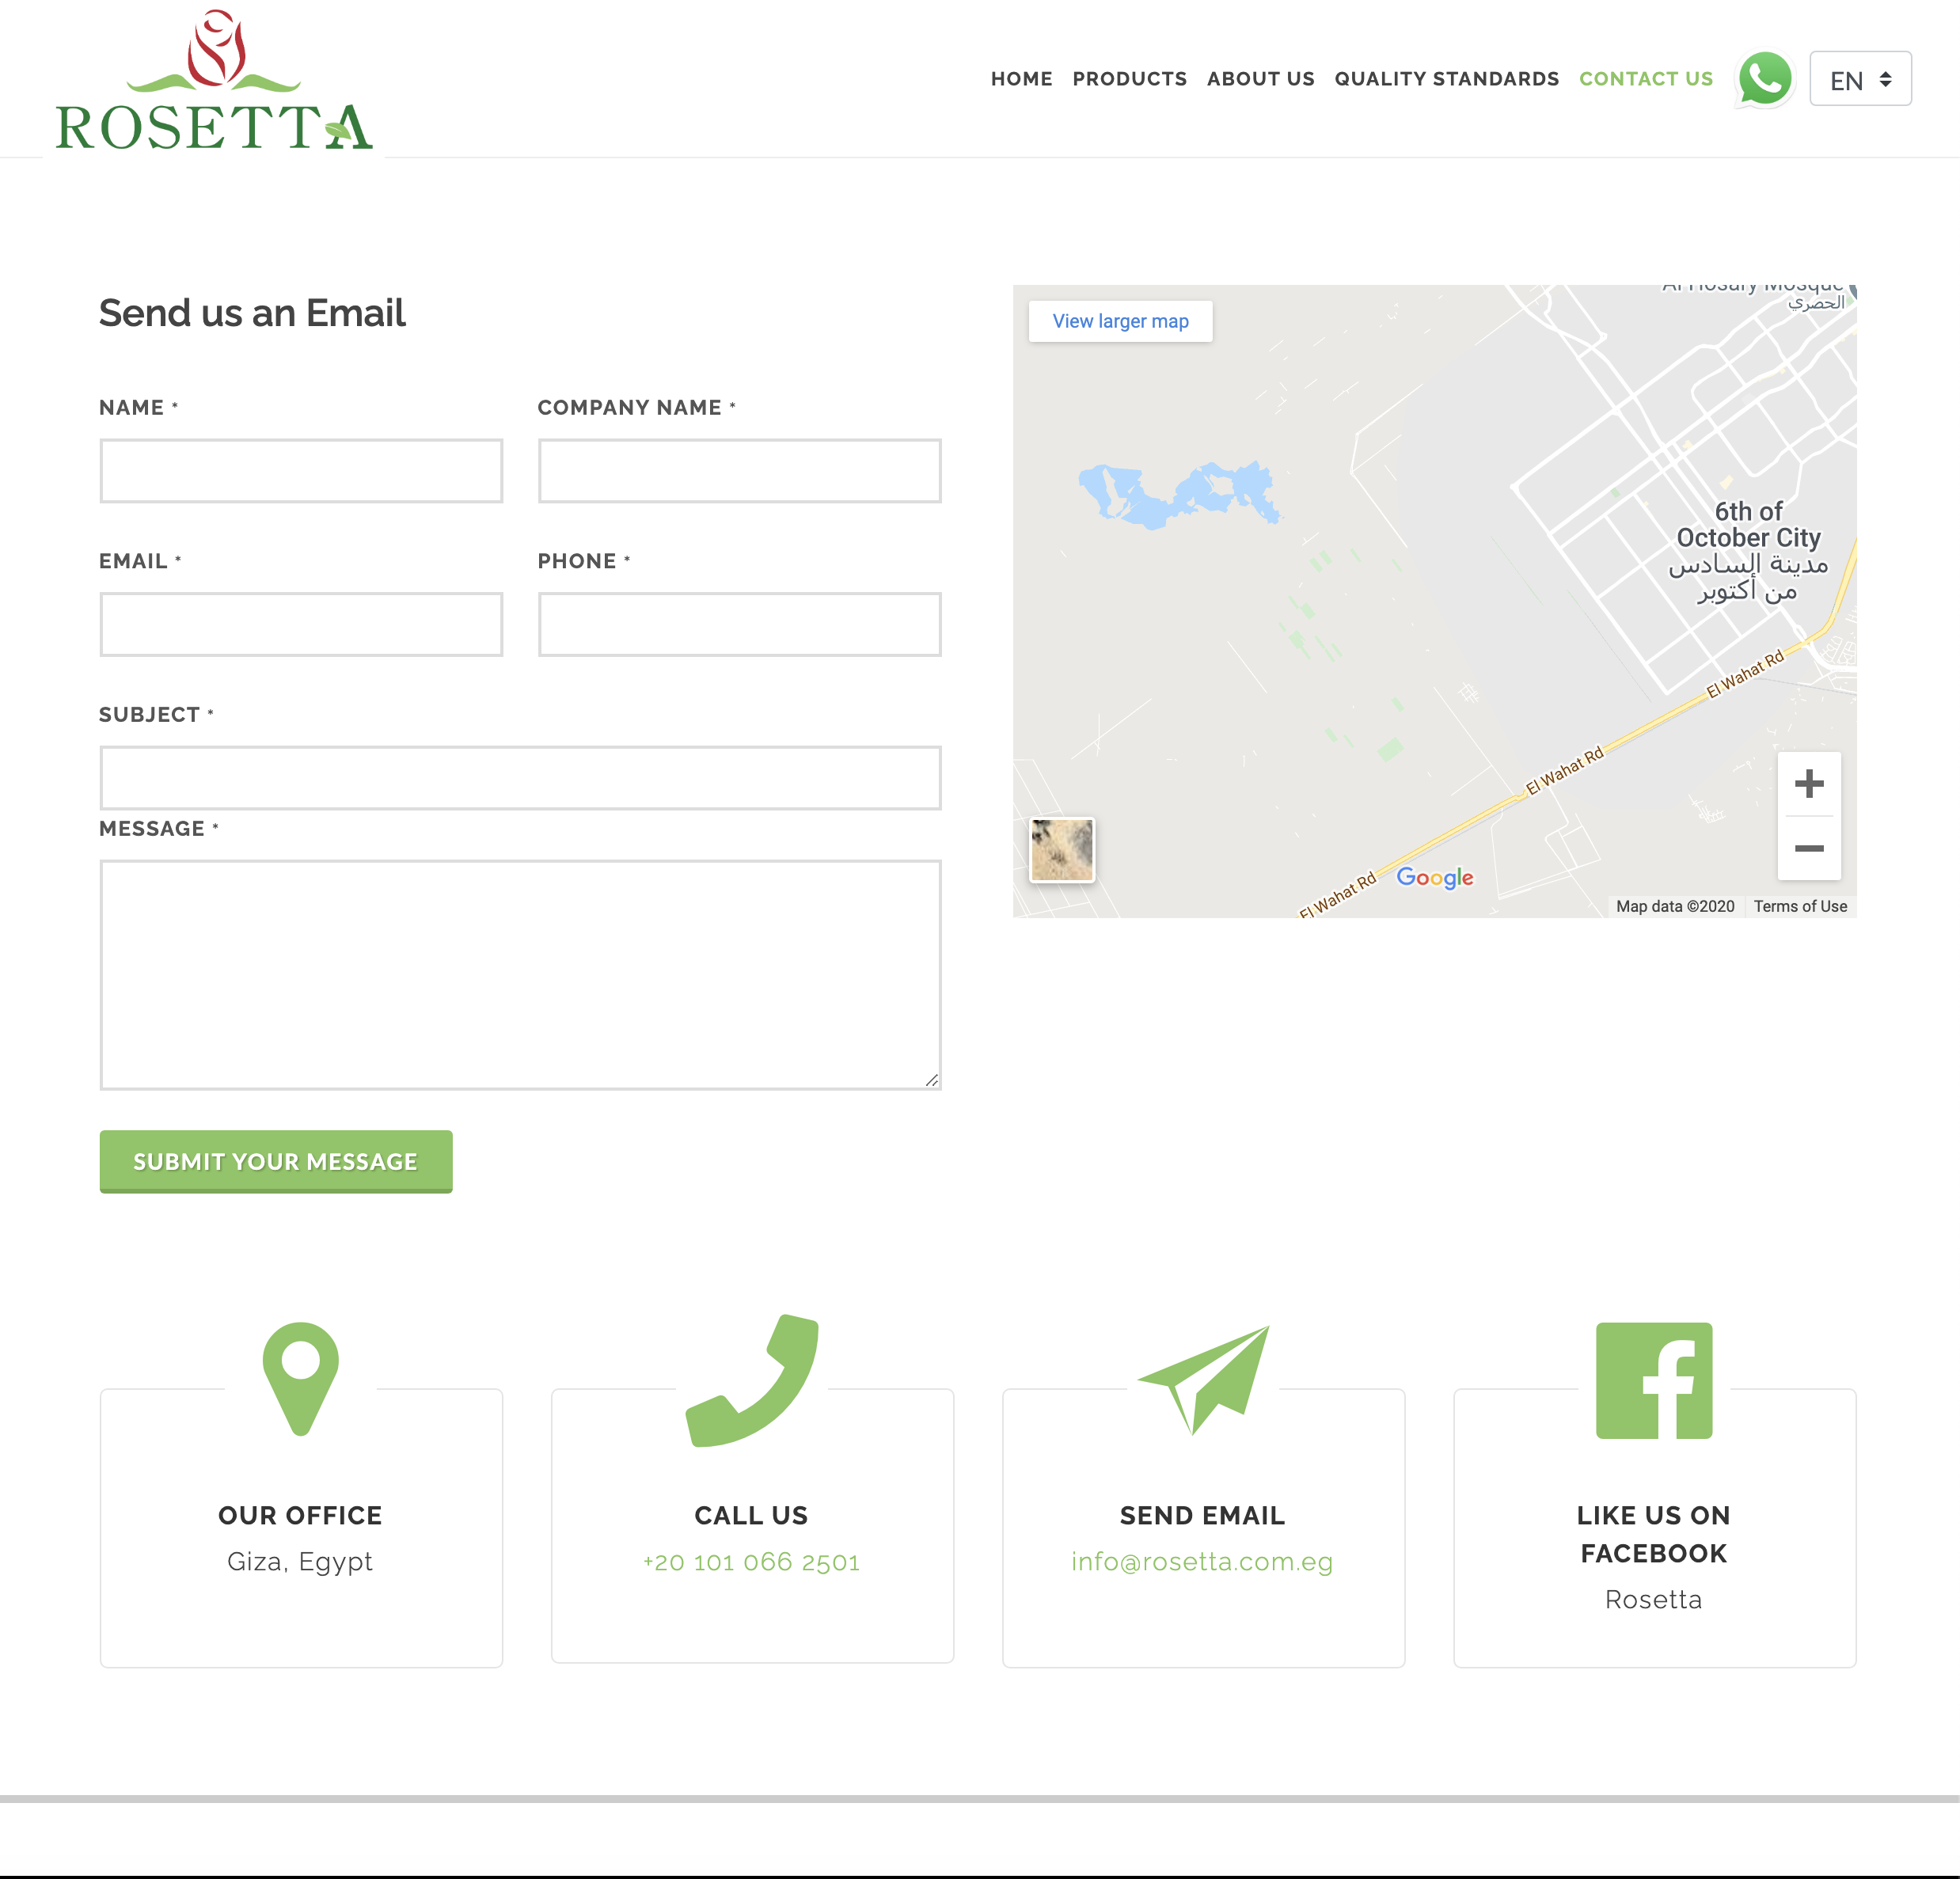 ROSETTA
HOME PRODUCTS ABOUT US QUALITY STANDARDS CONTACT US EN
Send us an Email
NAME *
COMPANY NAME *
EMAIL *
PHONE *
SUBJECT *
MESSAGE *
SUBMIT YOUR MESSAGE
View larger map
Al Hosary Mosque
الحصري
6th of
October City
مدينة السادس
من أكتوبر
El Wahat Rd
El Wahat Rd
El Wahat Rd
Google
Map data ©2020 Terms of Use
OUR OFFICE
Giza, Egypt
CALL US
+20 101 066 2501
SEND EMAIL
info@rosetta.com.eg
LIKE US ON
FACEBOOK
Rosetta